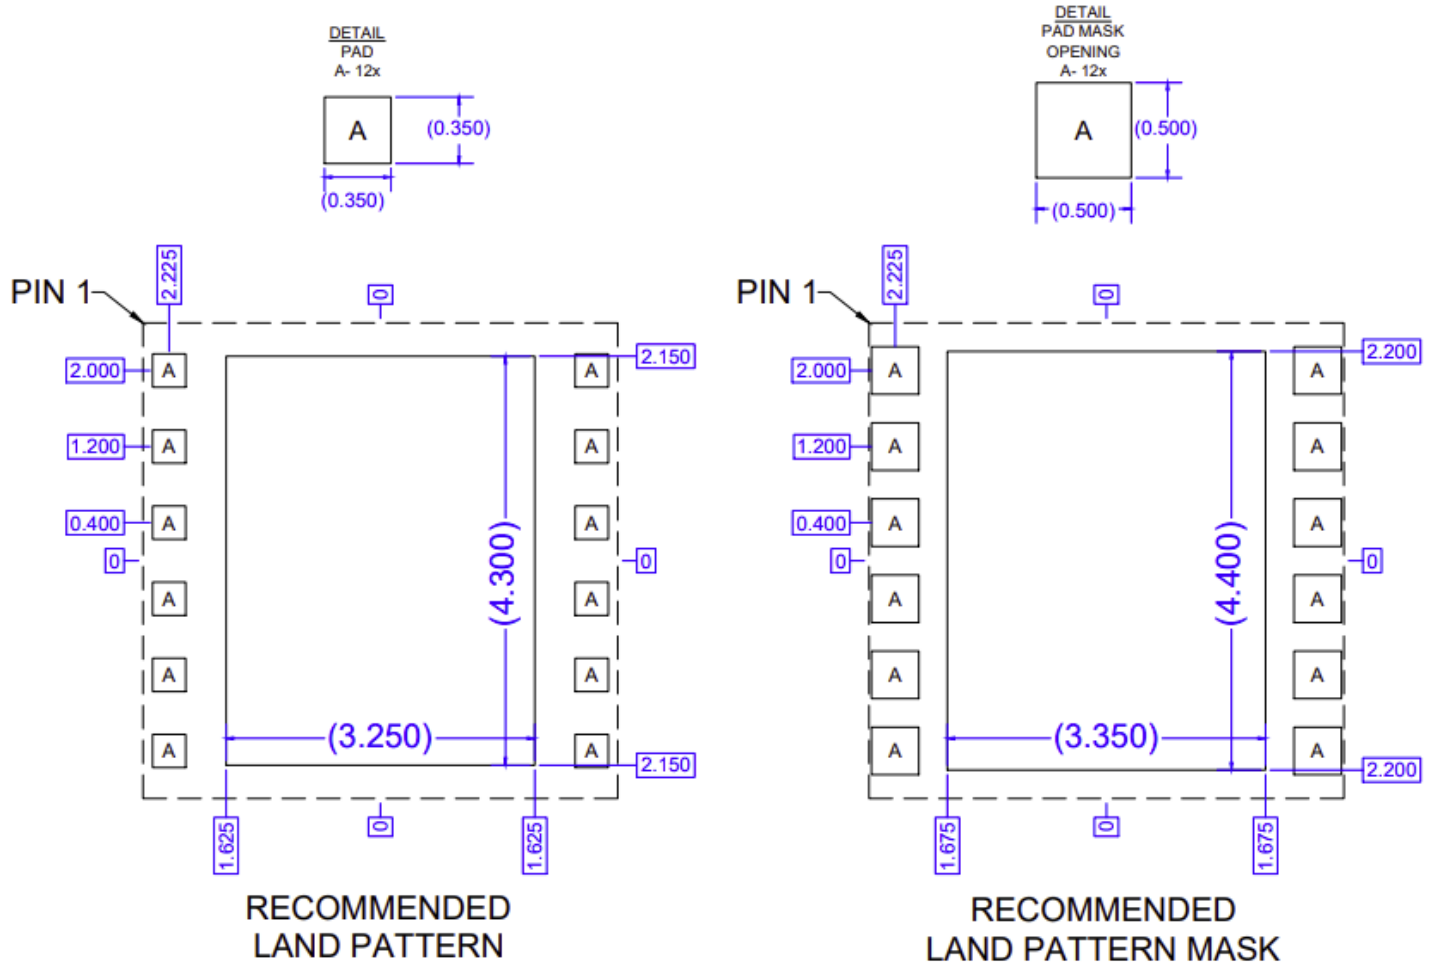 DETAIL
PAD
A- 12x
A
(0.350)
(0.350)
DETAIL
PAD MASK
OPENING
A- 12x
A
(0.500)
(0.500)
PIN 1
2.225
0
2.000
A
A
2.150
1.200
A
A
0.400
A
A
0
0
A
A
A
A
A
A
(4.300)
(3.250)
2.150
1.625
0
1.625
RECOMMENDED
LAND PATTERN
PIN 1
2.225
0
2.000
A
A
2.200
1.200
A
A
0.400
A
A
0
0
A
A
A
A
A
A
(4.400)
(3.350)
2.200
1.675
0
1.675
RECOMMENDED
LAND PATTERN MASK